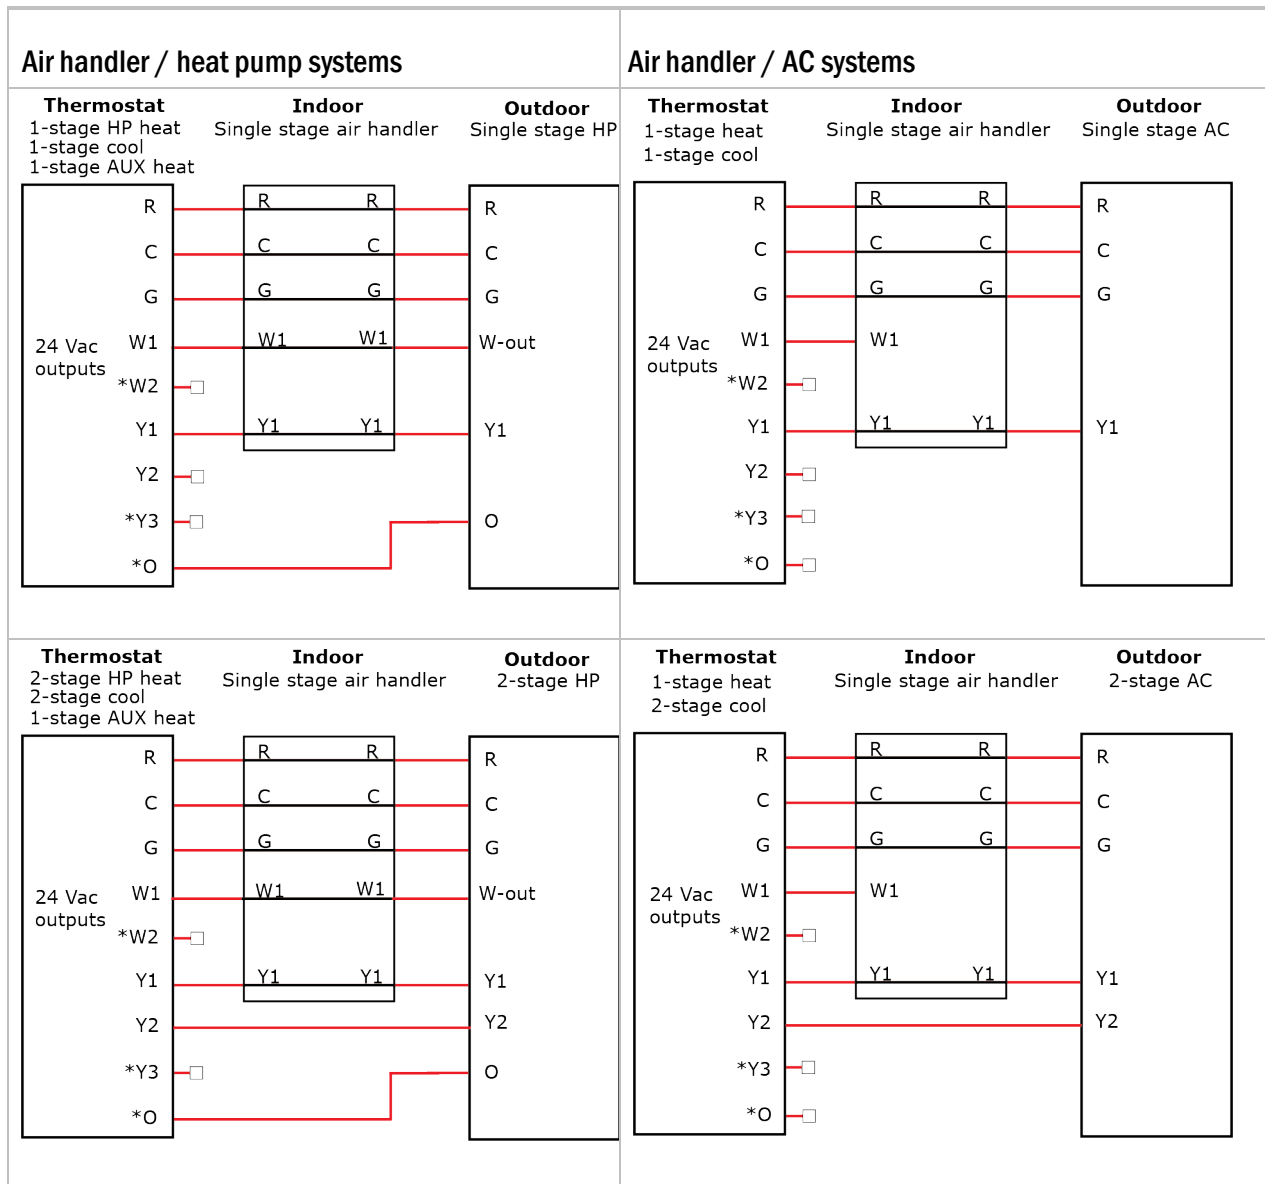 Air handler / heat pump systems
Air handler / AC systems
Thermostat
1-stage HP heat
1-stage cool
1-stage AUX heat
Indoor
Single stage air handler
Outdoor
Single stage HP
R R R R
C C C C
G G G G
W1 W1 W1 W-out
24 Vac
outputs
*W2
Y1 Y1 Y1 Y1
Y2
*Y3 O
*O
Thermostat
1-stage heat
1-stage cool
Indoor
Single stage air handler
Outdoor
Single stage AC
R R R R
C C C C
G G G G
W1 W1
24 Vac
outputs
*W2
Y1 Y1 Y1 Y1
Y2
*Y3
*O
Thermostat
2-stage HP heat
2-stage cool
1-stage AUX heat
Indoor
Single stage air handler
Outdoor
2-stage HP
R R R R
C C C C
G G G G
W1 W1 W1 W-out
24 Vac
outputs
*W2
Y1 Y1 Y1 Y1
Y2 Y2
*Y3 O
*O
Thermostat
1-stage heat
2-stage cool
Indoor
Single stage air handler
Outdoor
2-stage AC
R R R R
C C C C
G G G G
W1 W1
24 Vac
outputs
*W2
Y1 Y1 Y1 Y1
Y2 Y2
*Y3
*O